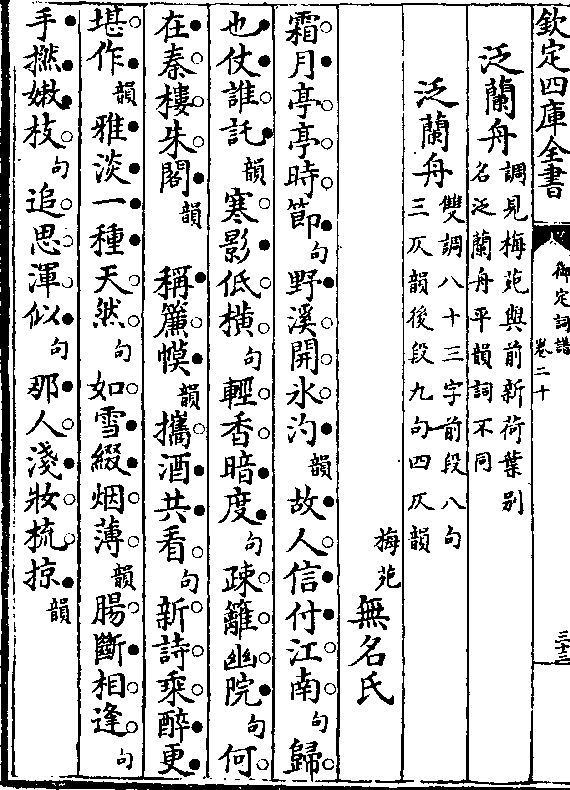 欽定四庫全書 御定詞譜 卷二十 三十三
泛蘭舟 調見梅苑與前新荷葉别
名泛蘭舟平韻詞不同
泛蘭舟 雙調八十三字前段八句
三仄韻後段九句四仄韻
梅苑 無名氏
霜月亭亭時節句野溪開氷汋韻故人信付江南句歸
也仗誰託韻寒影低横句輕香暗度句疎籬幽院句何
在秦樓朱閣韻 稱簾幙韻攜酒共看句新詩乘醉更
堪作韻雅淡一種天然句如雪綴烟薄韻腸斷相逢句
手撚嫩枝句追思渾似句那人淺妝梳掠韻